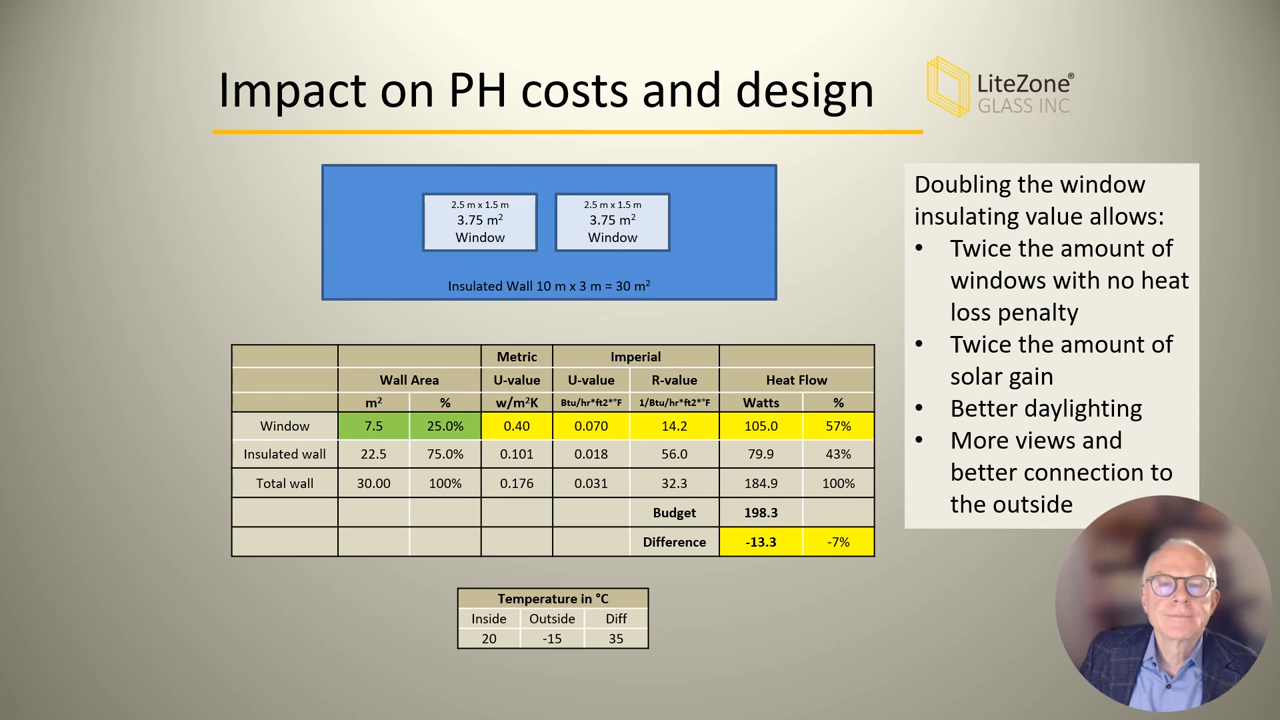 Impact on PH costs and design
LiteZone®
GLASS INC.
2.5 m x 1.5 m
3.75 m²
Window
2.5 m x 1.5 m
3.75 m²
Window
Insulated Wall 10 m x 3 m = 30 m²
Doubling the window
insulating value allows:
• Twice the amount of
windows with no heat
loss penalty
• Twice the amount of
solar gain
• Better daylighting
• More views and
better connection to
the outside
Metric Imperial
Wall Area U-value U-value R-value Heat Flow
m² % w/m²K Btu/hr*ft2*°F 1/Btu/hr*ft2*°F Watts %
Window 7.5 25.0% 0.40 0.070 14.2 105.0 57%
Insulated wall 22.5 75.0% 0.101 0.018 56.0 79.9 43%
Total wall 30.00 100% 0.176 0.031 32.3 184.9 100%
Budget 198.3
Difference -13.3 -7%
Temperature in °C
Inside Outside Diff
20 -15 35